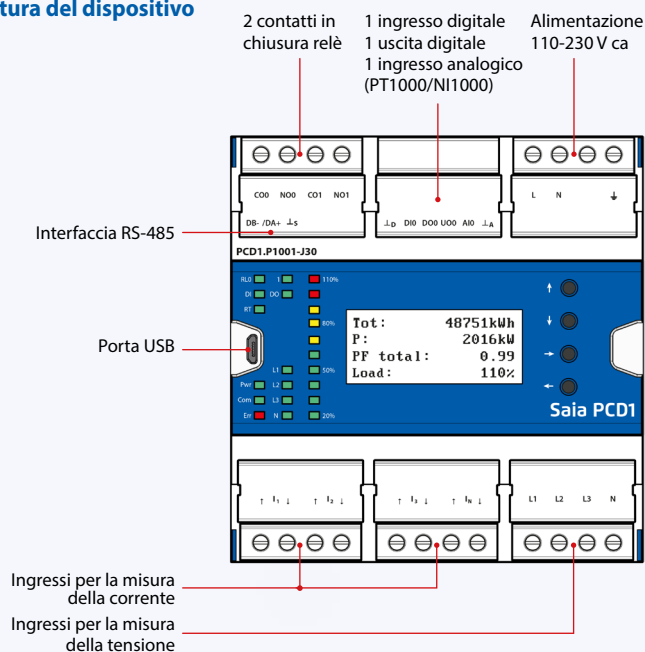 tura del dispositivo
2 contatti in
chiusura relè
1 ingresso digitale
1 uscita digitale
1 ingresso analogico
(PT1000/NI1000)
Alimentazione
110-230 V ca
CO0 NO0 CO1 NO1
DB- /DA+ ⊥S
⊥D DI0 DO0 UO0 AI0 ⊥A
L N ⏚
Interfaccia RS-485
PCD1.P1001-J30
RL0 1 110%
DI DO
RT
80%
L1 50%
Pwr L2
Com L3
Err N 20%
Porta USB
Tot: 48751kWh
P: 2016kW
PF total: 0.99
Load: 110%
↑
↓
→
←
Saia PCD1
↑ I1 ↓ ↑ I2 ↓
↑ I3 ↓ ↑ IN ↓
L1 L2 L3 N
Ingressi per la misura
della corrente
Ingressi per la misura
della tensione